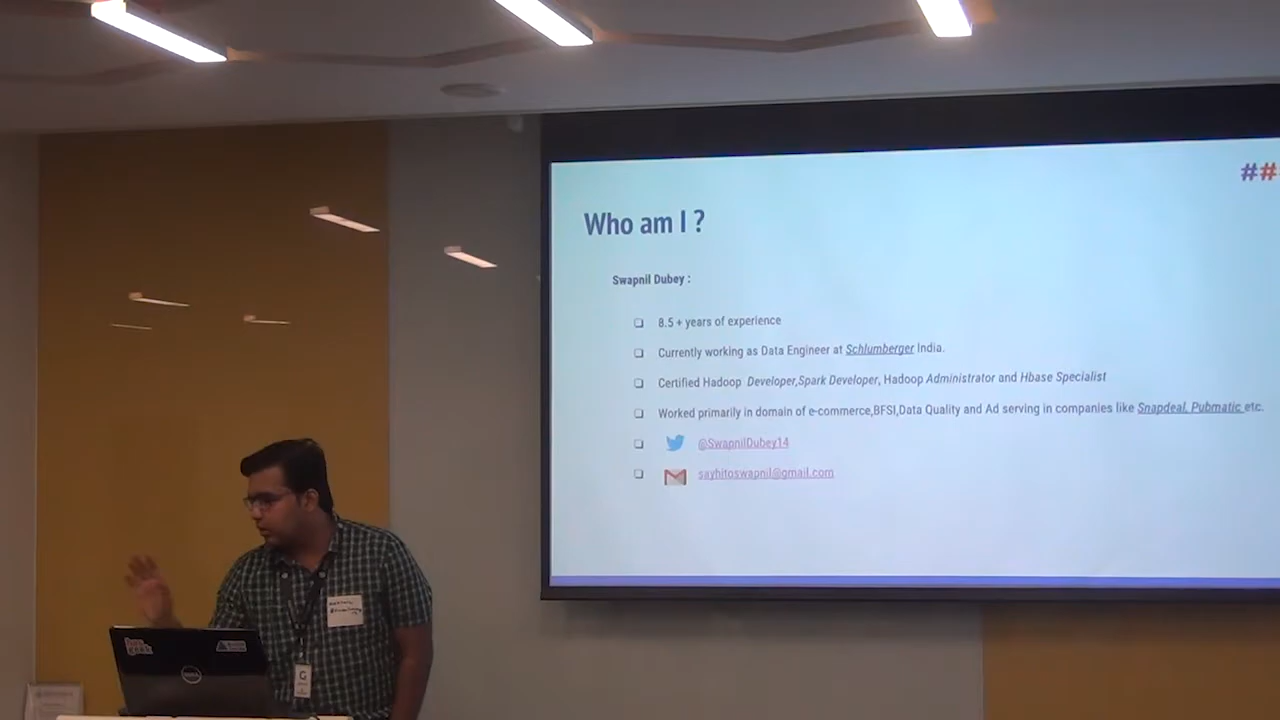 ##
Who am I ?
Swapnil Dubey :
8.5 + years of experience
Currently working as Data Engineer at Schlumberger India.
Certified Hadoop Developer,Spark Developer, Hadoop Administrator and Hbase Specialist
Worked primarily in domain of e-commerce,BFSI,Data Quality and Ad serving in companies like Snapdeal, Pubmatic etc.
@SwapnilDubey14
sayhitoswapnil@gmail.com
DELL
G